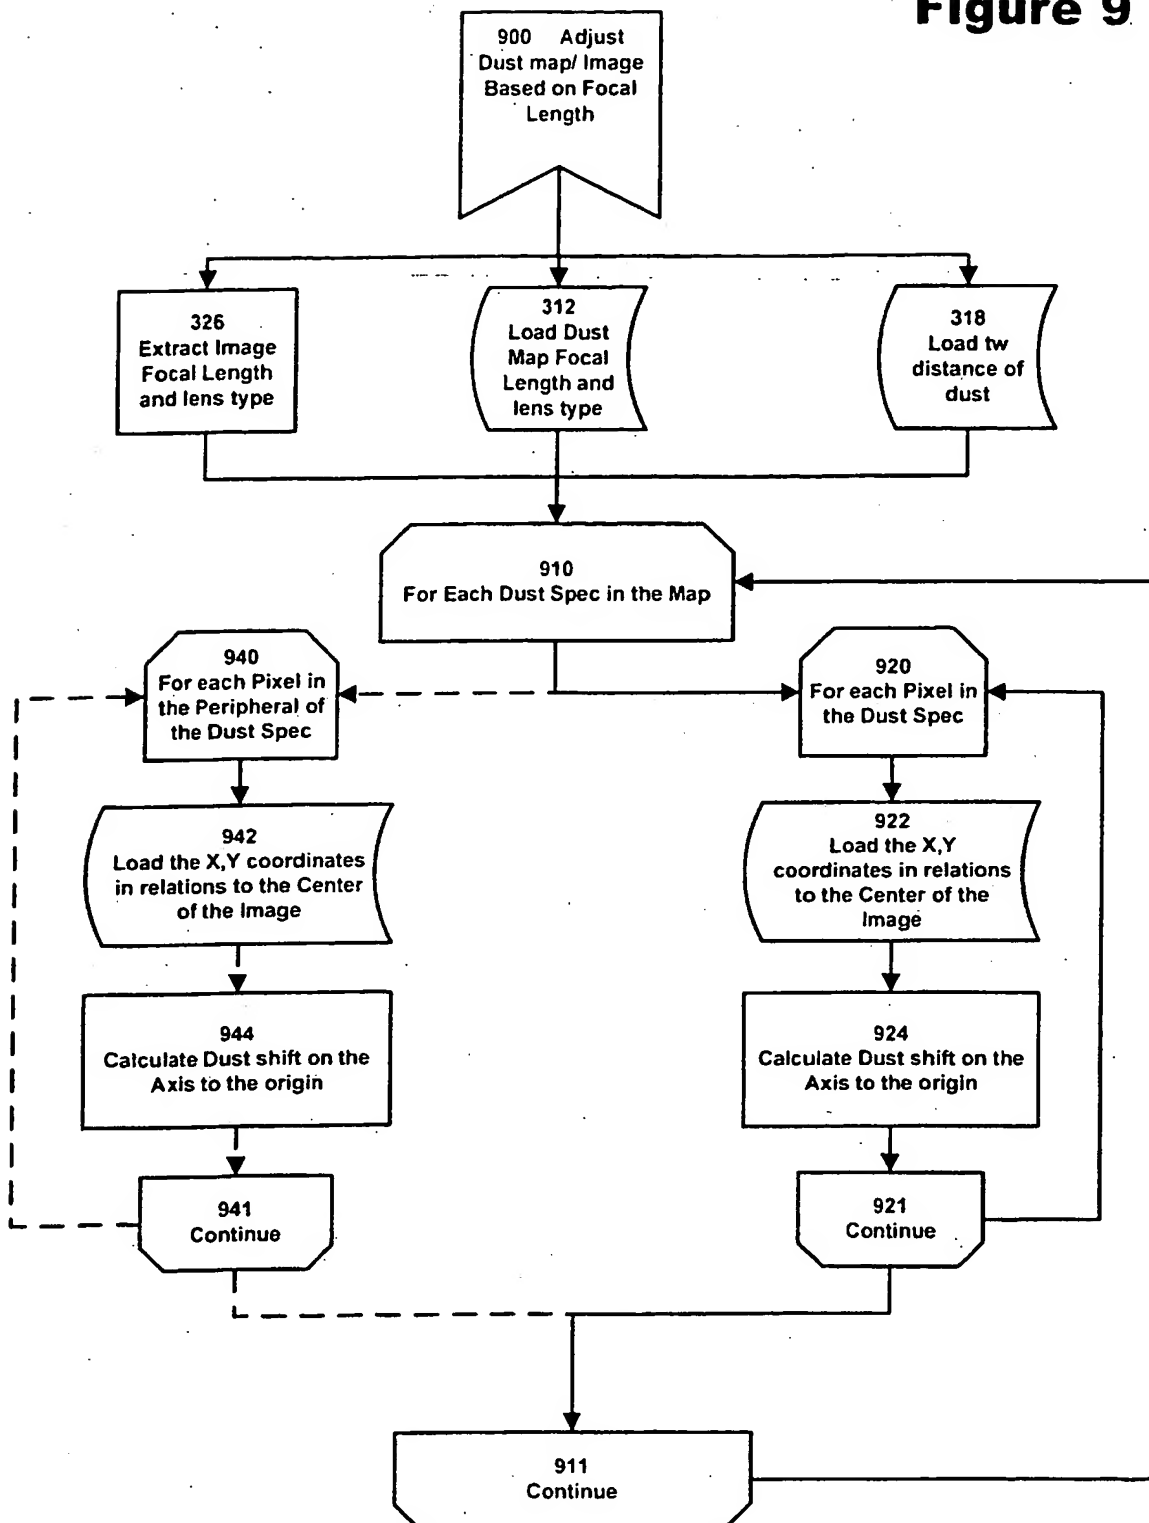 Figure 9
900 Adjust
Dust map/ Image
Based on Focal
Length
326
Extract Image
Focal Length
and lens type
312
Load Dust
Map Focal
Length and
lens type
318
Load tw
distance of
dust
910
For Each Dust Spec in the Map
940
For each Pixel in
the Peripheral of
the Dust Spec
920
For each Pixel in
the Dust Spec
942
Load the X,Y coordinates
in relations to the Center
of the Image
922
Load the X,Y
coordinates in relations
to the Center of the
Image
944
Calculate Dust shift on the
Axis to the origin
924
Calculate Dust shift on the
Axis to the origin
941
Continue
921
Continue
911
Continue